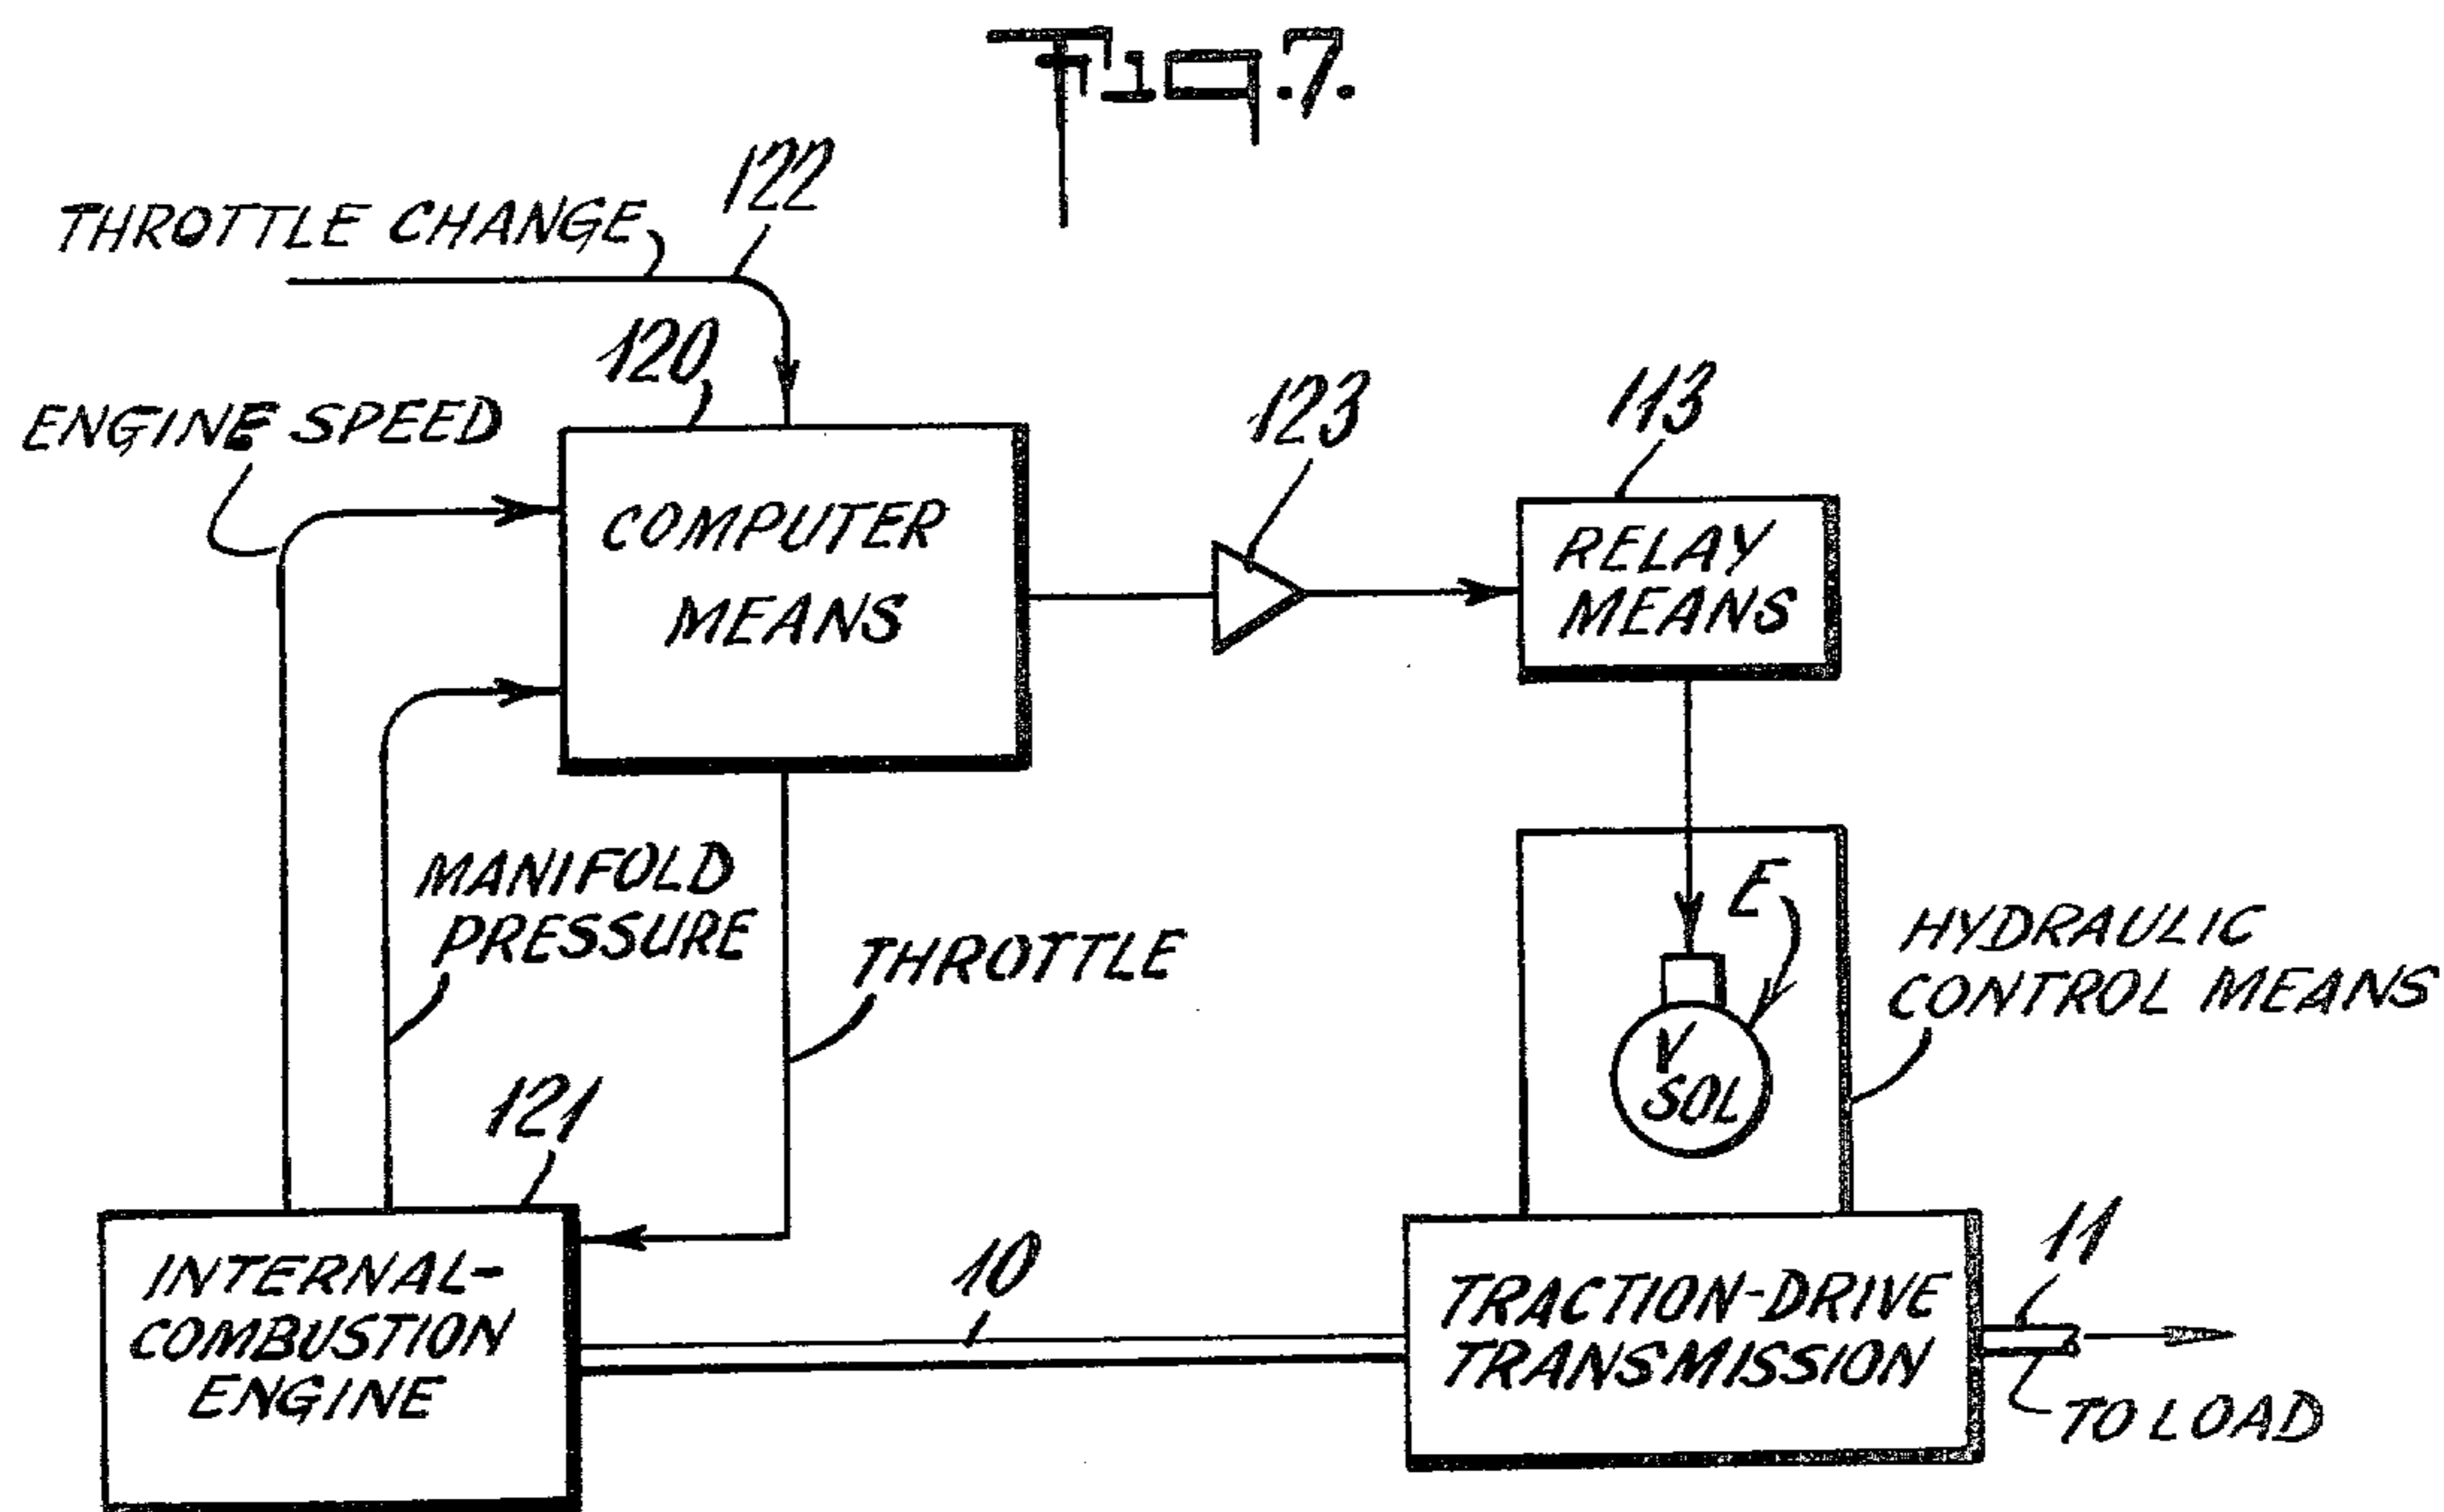 Fig.7.
THROTTLE CHANGE
122
120
ENGINE SPEED
123
113
COMPUTER
MEANS
RELAY
MEANS
MANIFOLD
PRESSURE
THROTTLE
E
HYDRAULIC
CONTROL MEANS
V
SOL
121
10
11
INTERNAL-
COMBUSTION
ENGINE
TRACTION-DRIVE
TRANSMISSION
TO LOAD